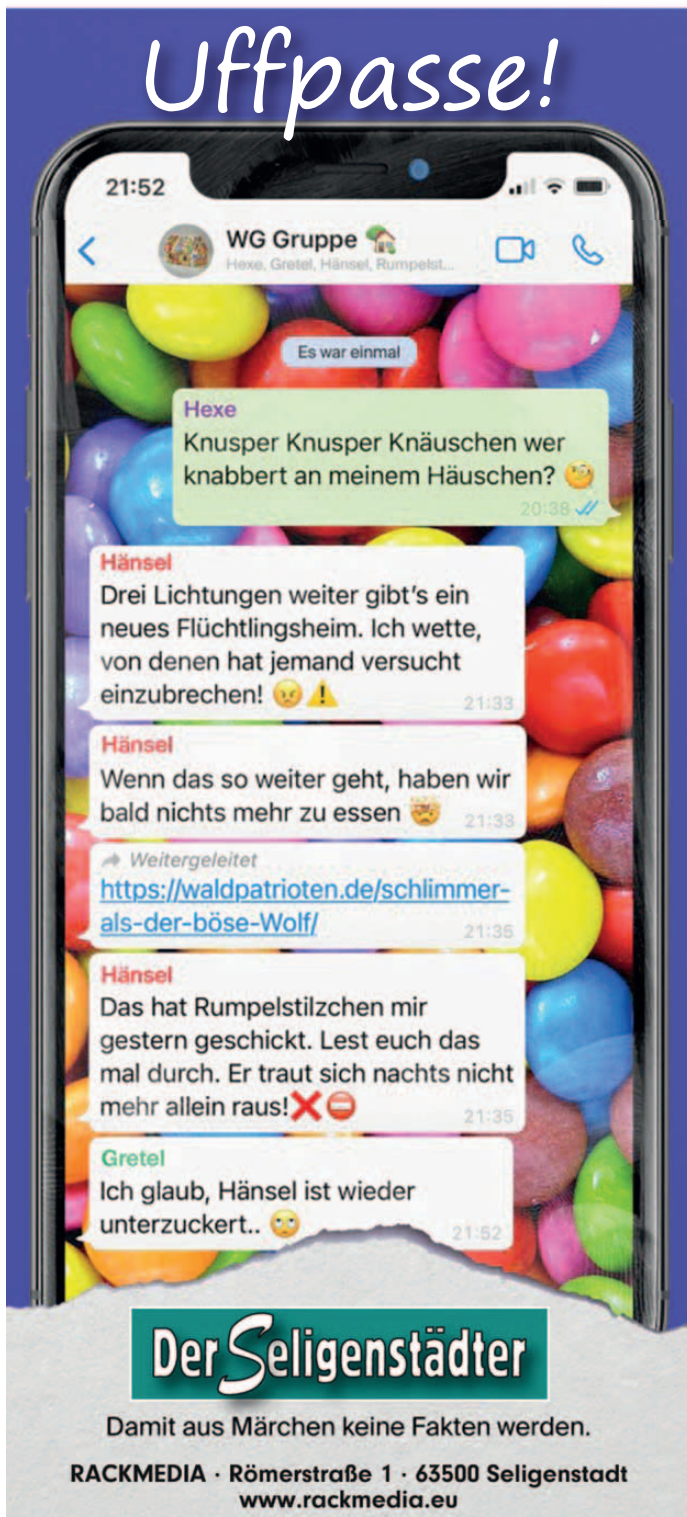 Uffpasse!
21:52
WG Gruppe 🏡
Hexe, Gretel, Hänsel, Rumpelst...
Es war einmal
Hexe
Knusper Knusper Knäuschen wer
knabbert an meinem Häuschen? 🧐
20:38
Hänsel
Drei Lichtungen weiter gibt's ein
neues Flüchtlingsheim. Ich wette,
von denen hat jemand versucht
einzubrechen! 😠⚠️
21:33
Hänsel
Wenn das so weiter geht, haben wir
bald nichts mehr zu essen 🤯
21:33
Weitergeleitet
https://waldpatrioten.de/schlimmer-
als-der-böse-Wolf/
21:35
Hänsel
Das hat Rumpelstilzchen mir
gestern geschickt. Lest euch das
mal durch. Er traut sich nachts nicht
mehr allein raus!❌⛔
21:35
Gretel
Ich glaub, Hänsel ist wieder
unterzuckert.. 🙄
21:52
Der Seligenstädter
Damit aus Märchen keine Fakten werden.
RACKMEDIA · Römerstraße 1 · 63500 Seligenstadt
www.rackmedia.eu